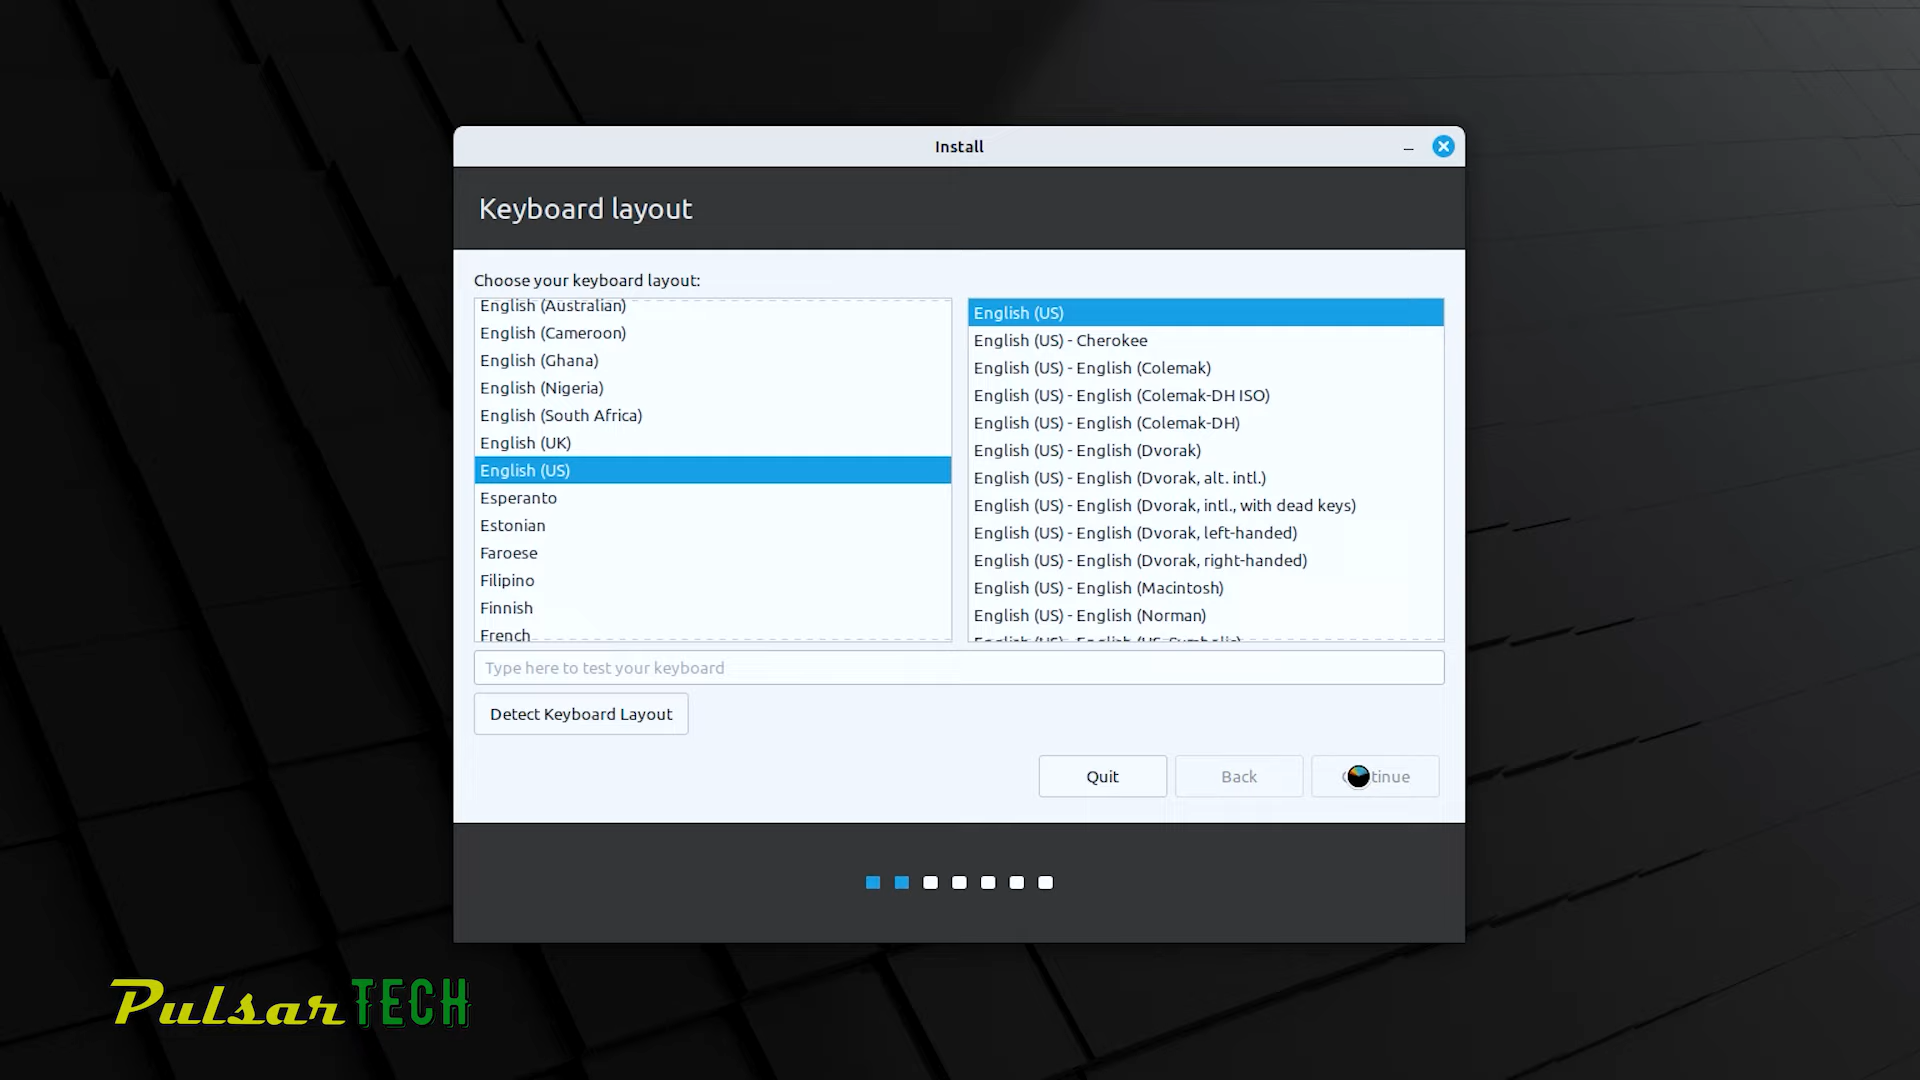 Install
Keyboard layout
Choose your keyboard layout:
English (Australian)
English (Cameroon)
English (Ghana)
English (Nigeria)
English (South Africa)
English (UK)
English (US)
Esperanto
Estonian
Faroese
Filipino
Finnish
French
English (US)
English (US) - Cherokee
English (US) - English (Colemak)
English (US) - English (Colemak-DH ISO)
English (US) - English (Colemak-DH)
English (US) - English (Dvorak)
English (US) - English (Dvorak, alt. intl.)
English (US) - English (Dvorak, intl., with dead keys)
English (US) - English (Dvorak, left-handed)
English (US) - English (Dvorak, right-handed)
English (US) - English (Macintosh)
English (US) - English (Norman)
English (US) - English (US, Symbolic)
Type here to test your keyboard
Detect Keyboard Layout
Quit
Back
tinue
PulsarTECH